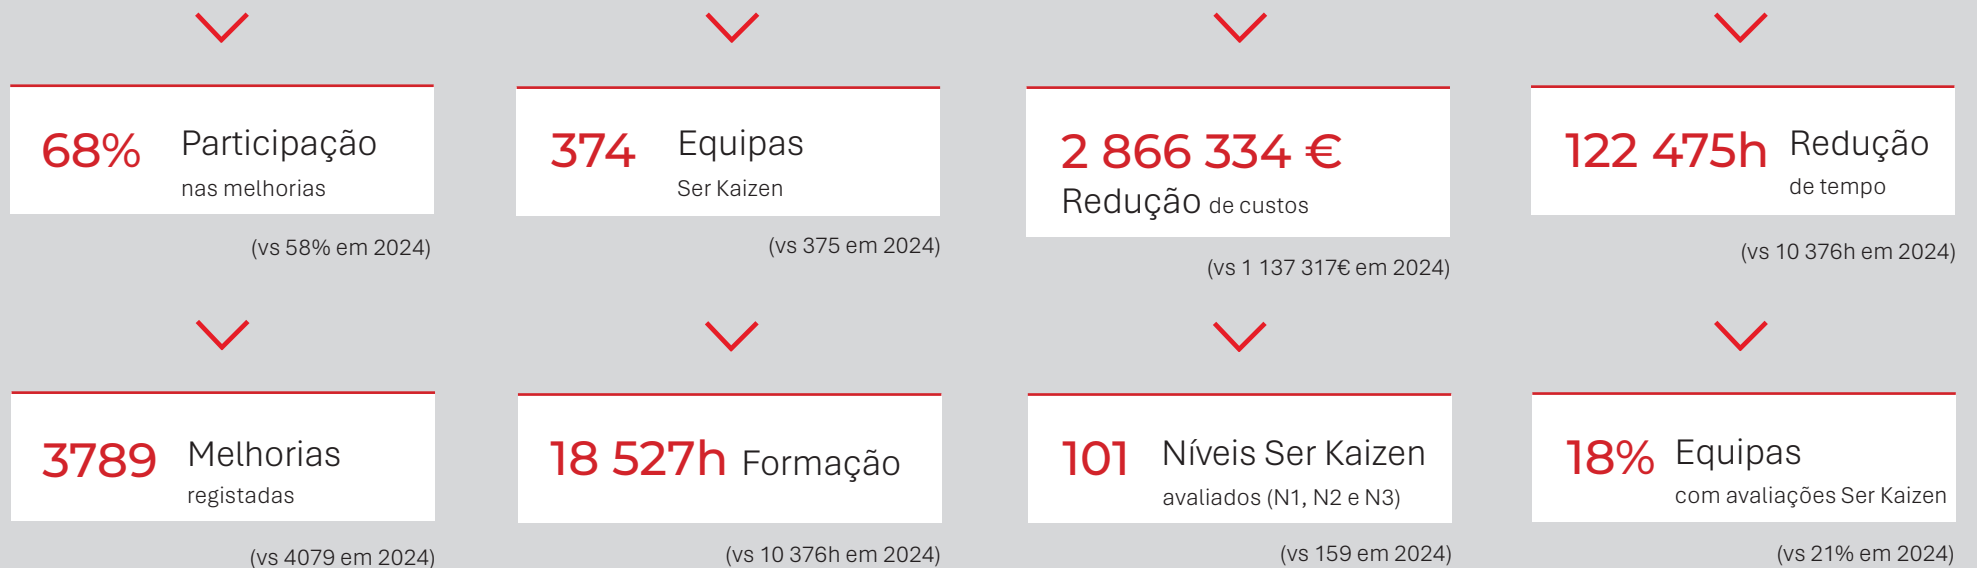 68% Participação
nas melhorias
(vs 58% em 2024)
374 Equipas
Ser Kaizen
(vs 375 em 2024)
2 866 334 €
Redução de custos
(vs 1 137 317€ em 2024)
122 475h Redução
de tempo
(vs 10 376h em 2024)
3789 Melhorias
registadas
(vs 4079 em 2024)
18 527h Formação
(vs 10 376h em 2024)
101 Níveis Ser Kaizen
avaliados (N1, N2 e N3)
(vs 159 em 2024)
18% Equipas
com avaliações Ser Kaizen
(vs 21% em 2024)